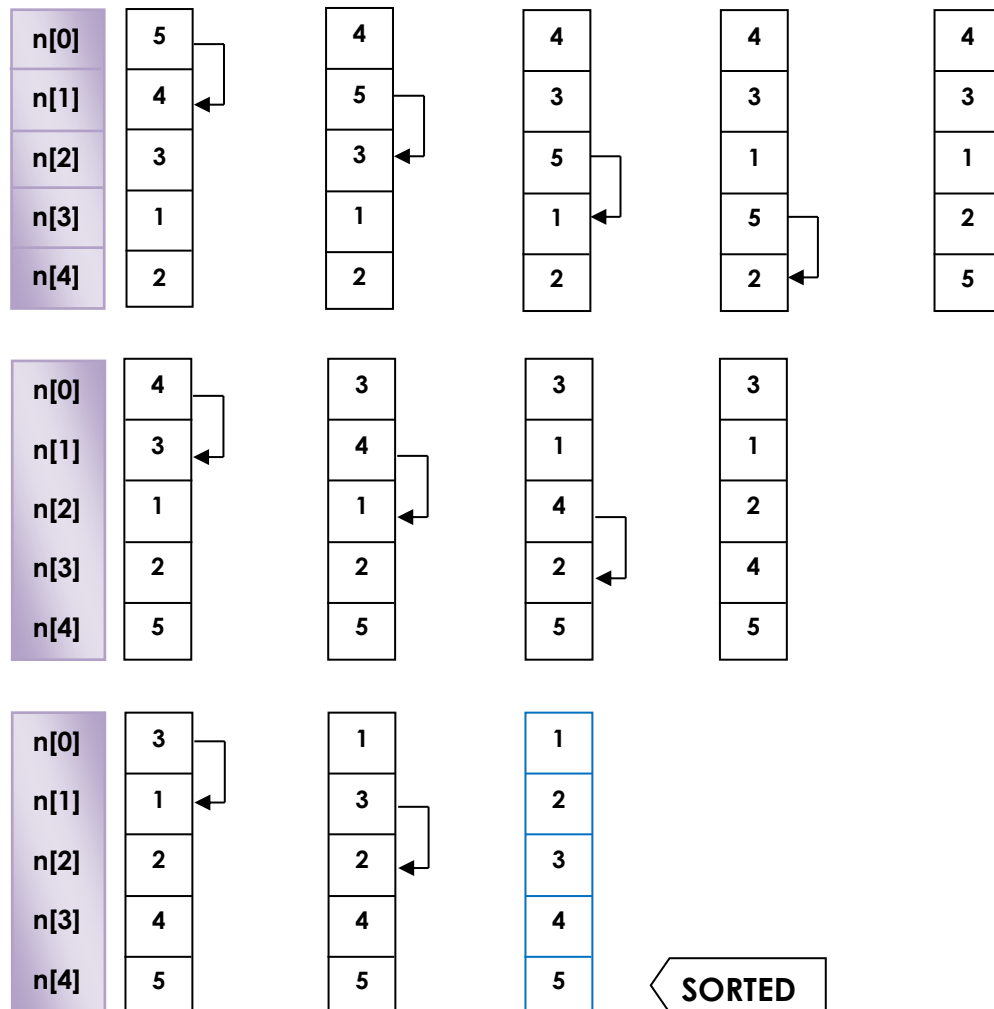 n[0] 5 4 4 4 4
n[1] 4 5 3 3 3
n[2] 3 3 5 1 1
n[3] 1 1 1 5 2
n[4] 2 2 2 2 5
n[0] 4 3 3 3
n[1] 3 4 1 1
n[2] 1 1 4 2
n[3] 2 2 2 4
n[4] 5 5 5 5
n[0] 3 1 1
n[1] 1 3 2
n[2] 2 2 3
n[3] 4 4 4
n[4] 5 5 5 SORTED